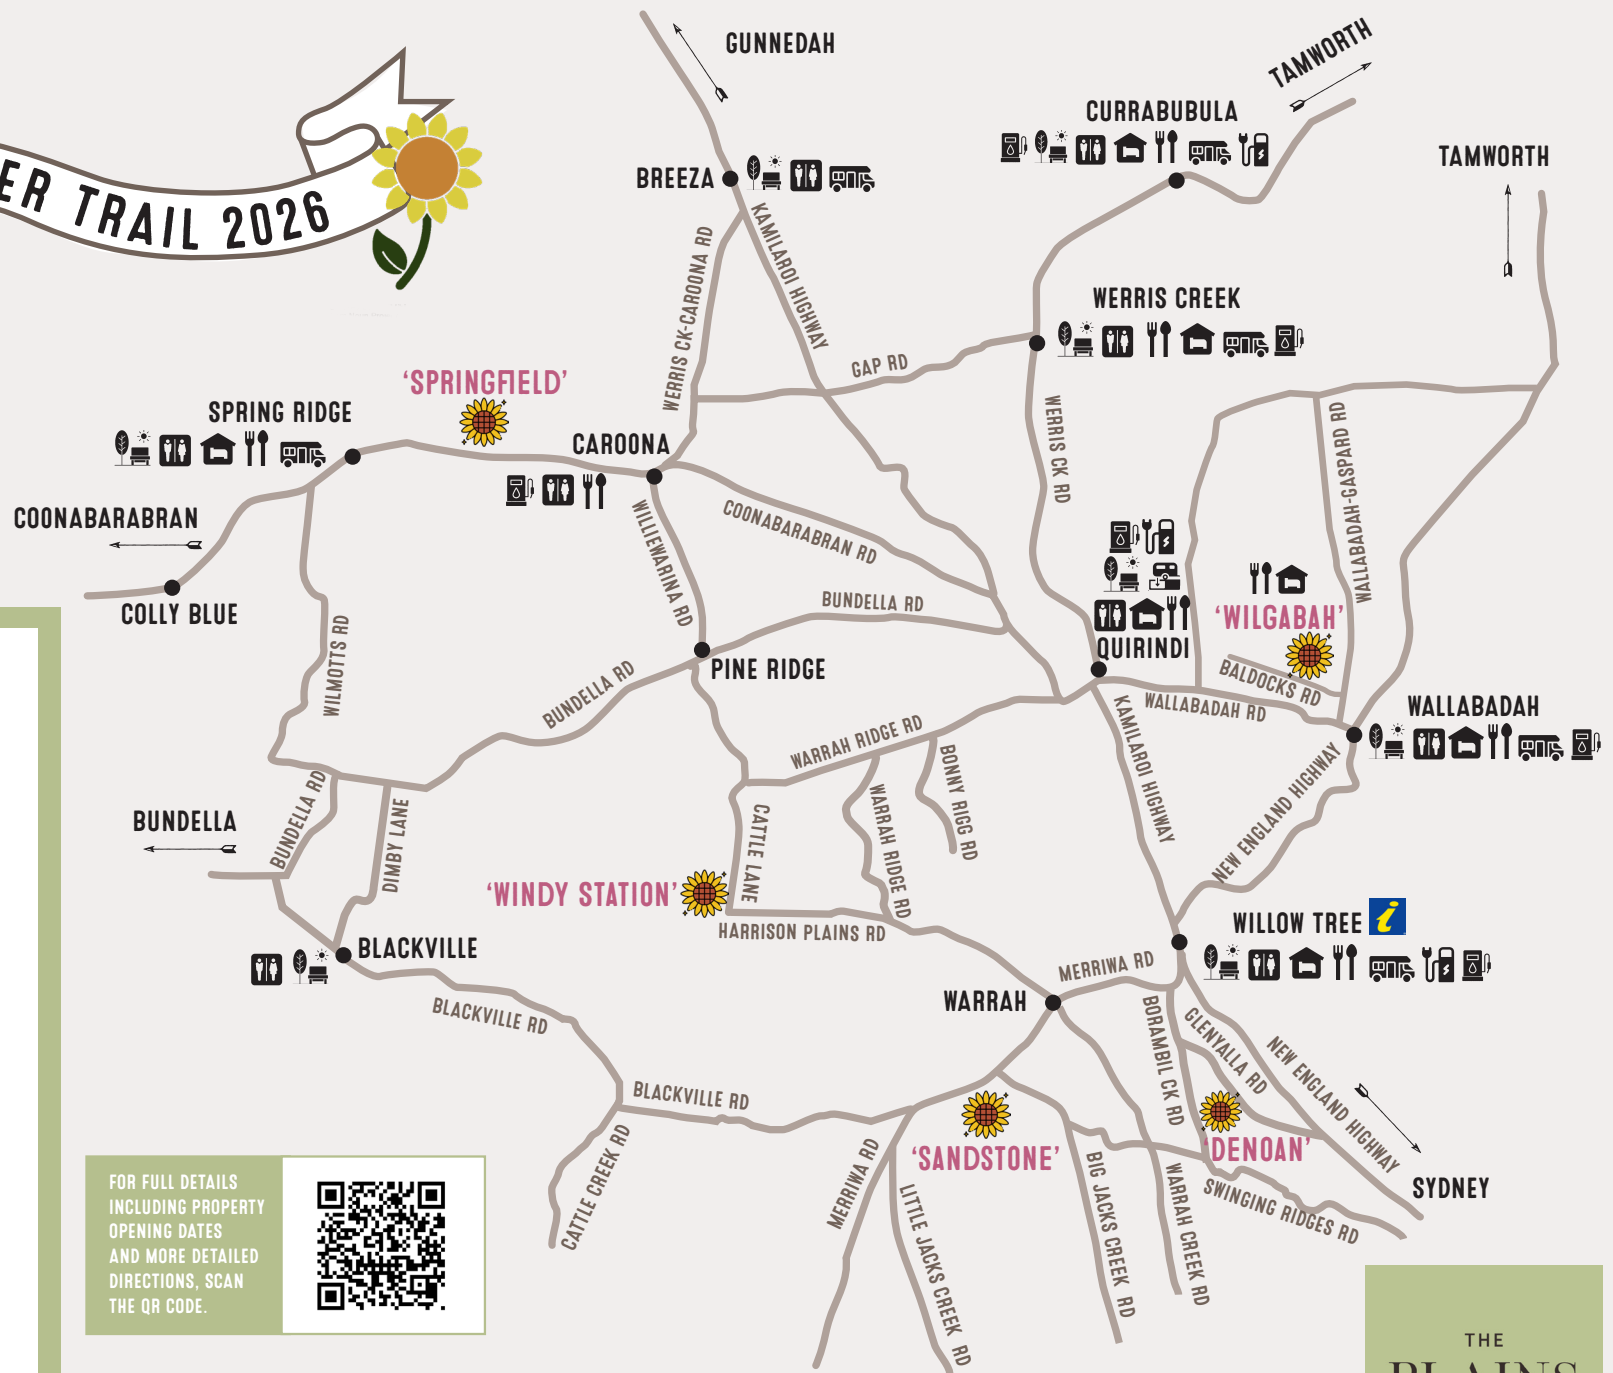 ER TRAIL 2026
GUNNEDAH
TAMWORTH
CURRABUBULA
TAMWORTH
BREEZA
KAMILAROI HIGHWAY
WERRIS CK-CAROONA RD
WERRIS CREEK
GAP RD
'SPRINGFIELD'
SPRING RIDGE
CAROONA
WERRIS CK RD
WALLABADAH-GASPARD RD
COONABARABRAN
WILLIEWARINA RD
COONABARABRAN RD
COLLY BLUE
BUNDELLA RD
'WILGABAH'
QUIRINDI
WILMOTTS RD
BUNDELLA RD
PINE RIDGE
BALDOCKS RD
WALLABADAH RD
WALLABADAH
WARRAH RIDGE RD
KAMILAROI HIGHWAY
BONNY RIGG RD
NEW ENGLAND HIGHWAY
BUNDELLA
BUNDELLA RD
DIMBY LANE
CATTLE LANE
WARRAH RIDGE RD
'WINDY STATION'
HARRISON PLAINS RD
WILLOW TREE
i
BLACKVILLE
MERRIWA RD
WARRAH
BLACKVILLE RD
BORAMBIL CK RD
GLENYALLA RD
NEW ENGLAND HIGHWAY
BLACKVILLE RD
'SANDSTONE'
'DENOAN'
CATTLE CREEK RD
MERRIWA RD
LITTLE JACKS CREEK RD
BIG JACKS CREEK RD
WARRAH CREEK RD
SWINGING RIDGES RD
SYDNEY
FOR FULL DETAILS
INCLUDING PROPERTY
OPENING DATES
AND MORE DETAILED
DIRECTIONS, SCAN
THE QR CODE.
THE
PLAINS